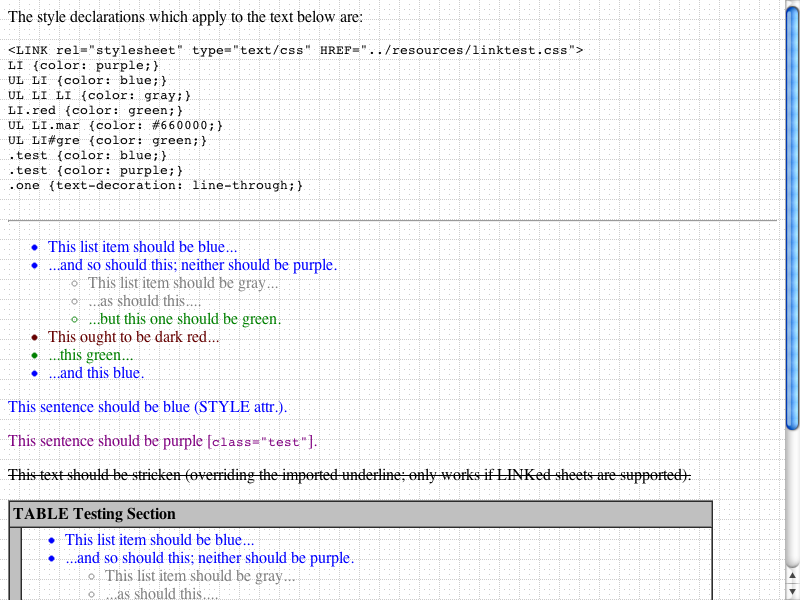 The style declarations which apply to the text below are:
<LINK rel="stylesheet" type="text/css" HREF="../resources/linktest.css">
LI {color: purple;}
UL LI {color: blue;}
UL LI LI {color: gray;}
LI.red {color: green;}
UL LI.mar {color: #660000;}
UL LI#gre {color: green;}
.test {color: blue;}
.test {color: purple;}
.one {text-decoration: line-through;}
This list item should be blue...
...and so should this; neither should be purple.
This list item should be gray...
...as should this....
...but this one should be green.
This ought to be dark red...
...this green...
...and this blue.
This sentence should be blue (STYLE attr.).
This sentence should be purple [class="test"].
This text should be stricken (overriding the imported underline; only works if LINKed sheets are supported).
TABLE Testing Section
This list item should be blue...
...and so should this; neither should be purple.
This list item should be gray...
...as should this....